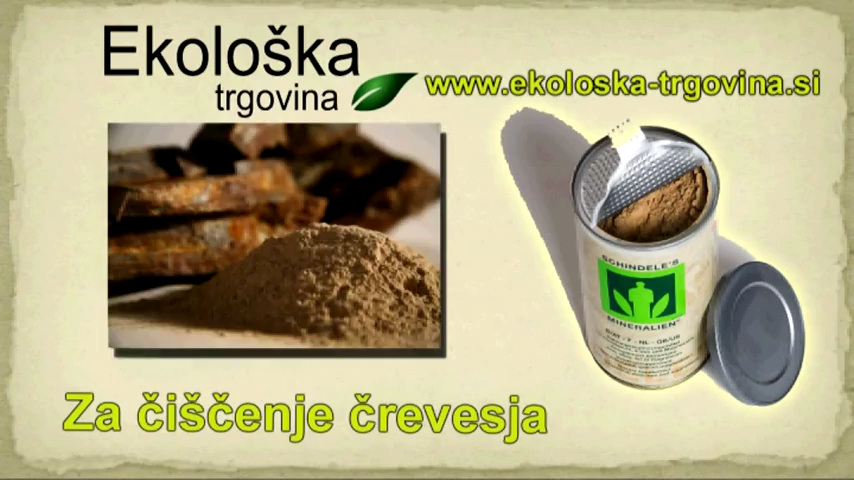 Ekološka
trgovina
www.ekoloska-trgovina.si
SCHINDELE'S
MINERALIEN
Za čiščenje črevesja